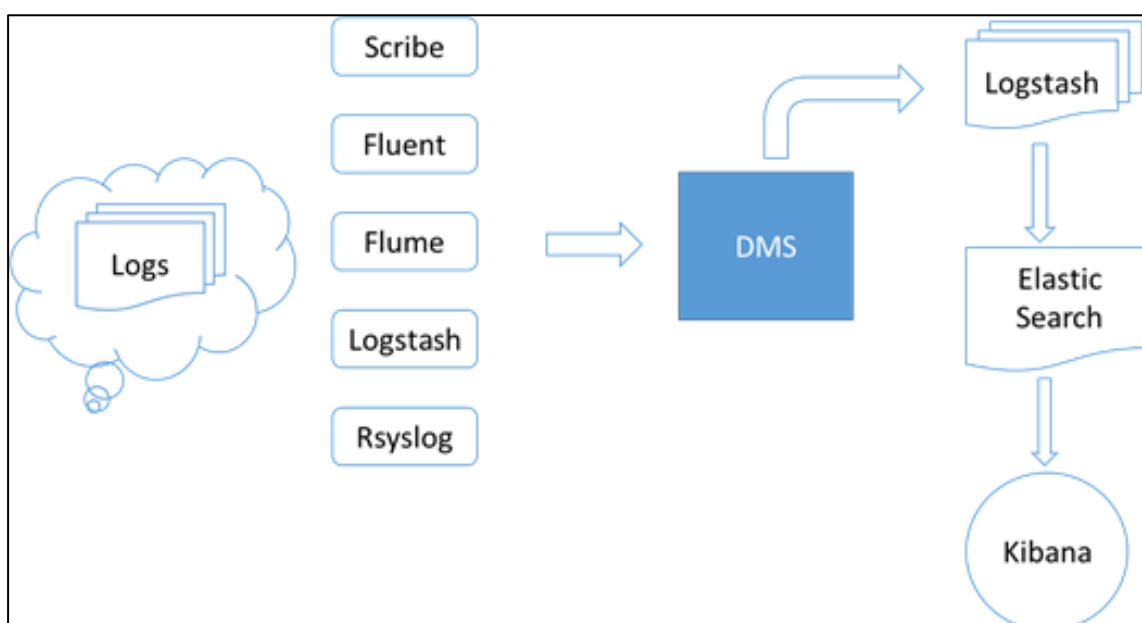 Logs
Scribe
Fluent
Flume
Logstash
Rsyslog
DMS
Logstash
Elastic
Search
Kibana